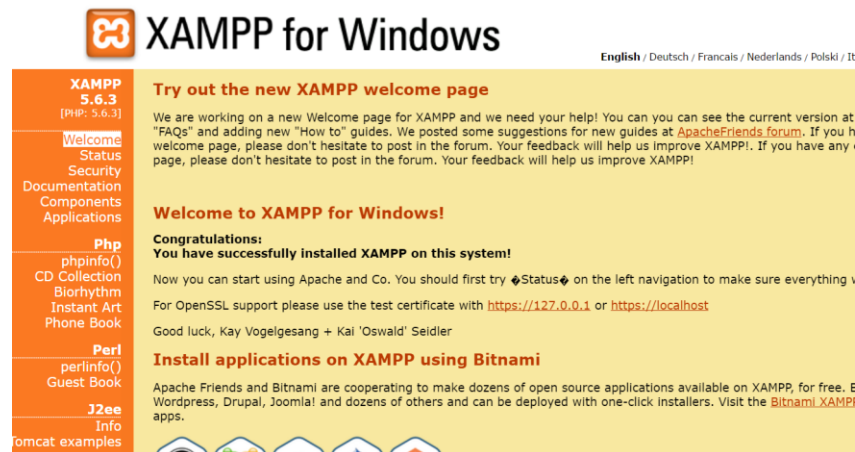 XAMPP for Windows
English / Deutsch / Francais / Nederlands / Polski / It
XAMPP
5.6.3
[PHP: 5.6.3]
Welcome
Status
Security
Documentation
Components
Applications
Php
phpinfo()
CD Collection
Biorhythm
Instant Art
Phone Book
Perl
perlinfo()
Guest Book
J2ee
Info
Tomcat examples
Try out the new XAMPP welcome page
We are working on a new Welcome page for XAMPP and we need your help! You can you can see the current version at
"FAQs" and adding new "How to" guides. We posted some suggestions for new guides at ApacheFriends forum. If you h
welcome page, please don't hesitate to post in the forum. Your feedback will help us improve XAMPP!. If you have any
page, please don't hesitate to post in the forum. Your feedback will help us improve XAMPP!
Welcome to XAMPP for Windows!
Congratulations:
You have successfully installed XAMPP on this system!
Now you can start using Apache and Co. You should first try �Status� on the left navigation to make sure everything
For OpenSSL support please use the test certificate with https://127.0.0.1 or https://localhost
Good luck, Kay Vogelgesang + Kai 'Oswald' Seidler
Install applications on XAMPP using Bitnami
Apache Friends and Bitnami are cooperating to make dozens of open source applications available on XAMPP, for free.
Wordpress, Drupal, Joomla! and dozens of others and can be deployed with one-click installers. Visit the Bitnami XAMPP
apps.